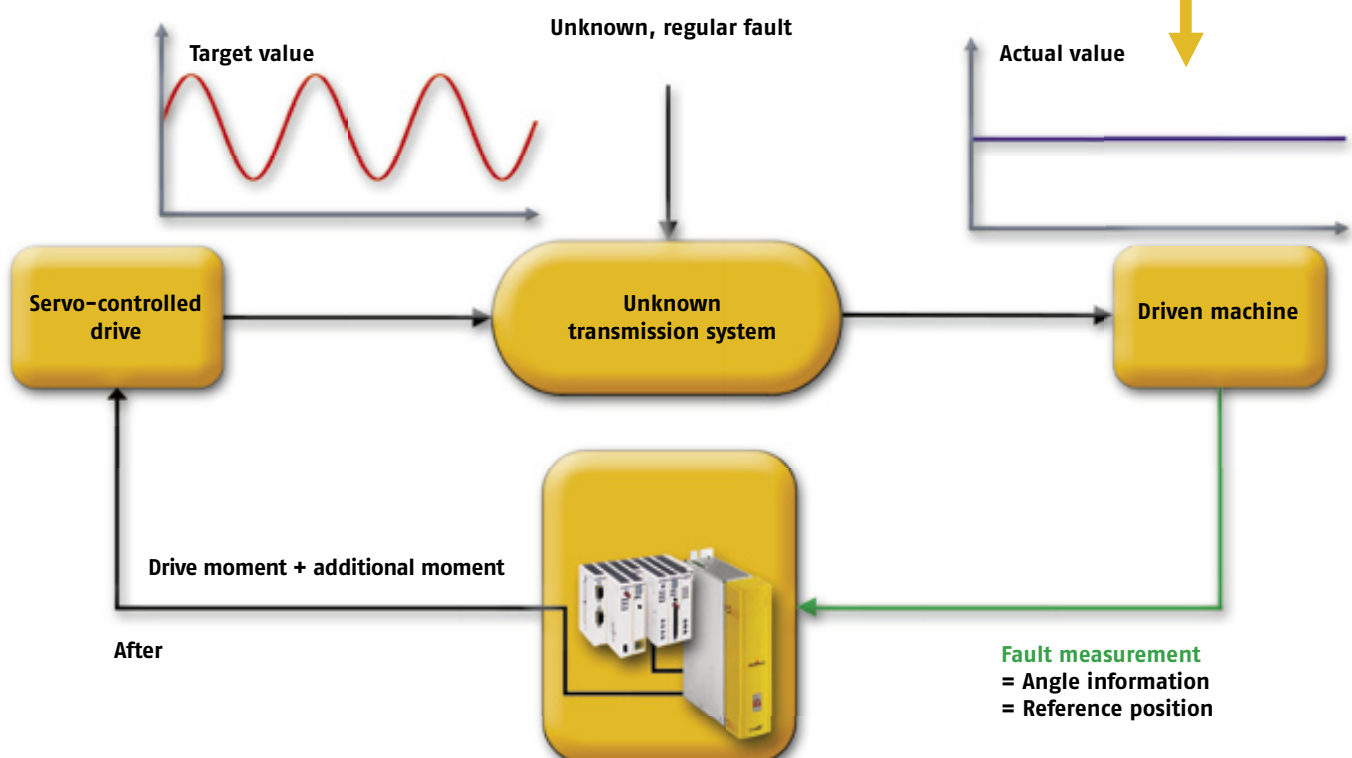 Unknown, regular fault
Target value
Actual value
Servo-controlled
drive
Unknown
transmission system
Driven machine
Drive moment + additional moment
After
Fault measurement
= Angle information
= Reference position